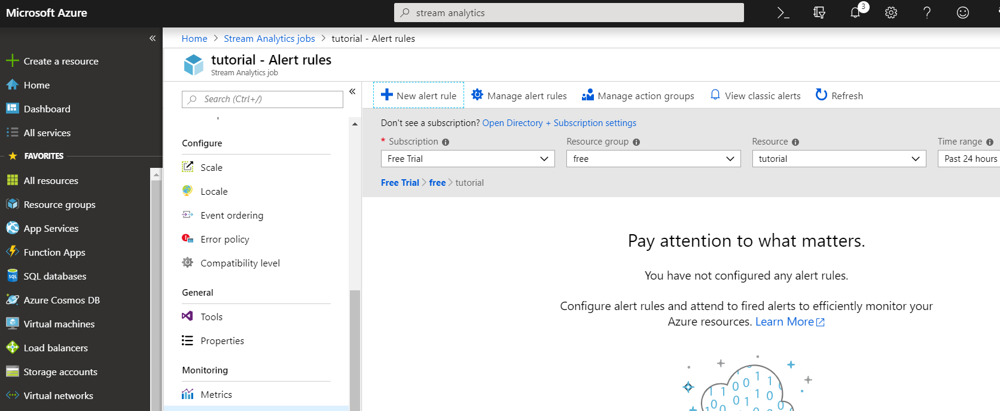 Microsoft Azure
stream analytics
3
Create a resource
Home
Dashboard
All services
FAVORITES
All resources
Resource groups
App Services
Function Apps
SQL databases
Azure Cosmos DB
Virtual machines
Load balancers
Storage accounts
Virtual networks
Home > Stream Analytics jobs > tutorial - Alert rules
tutorial - Alert rules
Stream Analytics job
Search (Ctrl+/)
Configure
Scale
Locale
Event ordering
Error policy
Compatibility level
General
Tools
Properties
Monitoring
Metrics
New alert rule Manage alert rules Manage action groups View classic alerts Refresh
Don't see a subscription? Open Directory + Subscription settings
* Subscription Resource group Resource Time range
Free Trial free tutorial Past 24 hours
Free Trial > free > tutorial
Pay attention to what matters.
You have not configured any alert rules.
Configure alert rules and attend to fired alerts to efficiently monitor your
Azure resources. Learn More